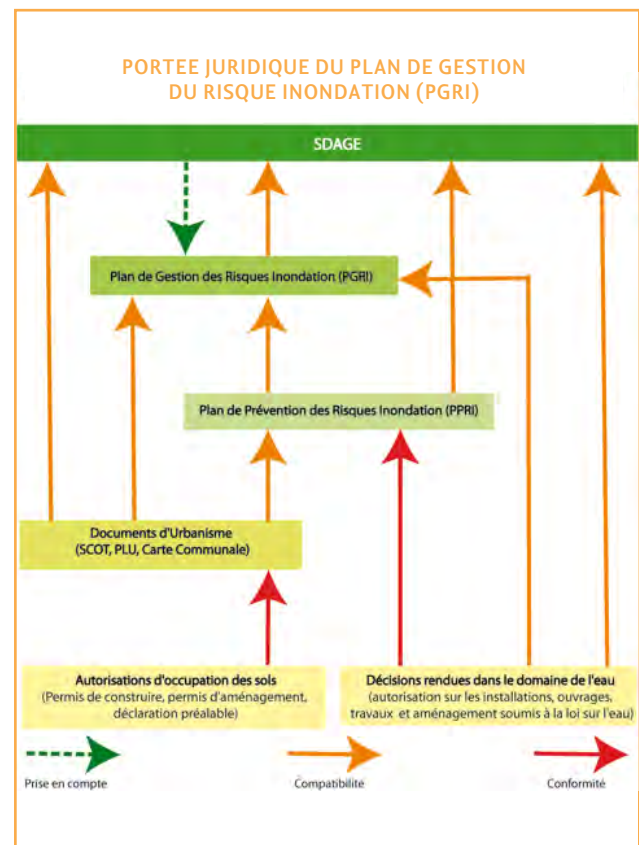 PORTEE JURIDIQUE DU PLAN DE GESTION
DU RISQUE INONDATION (PGRI)
SDAGE
Plan de Gestion des Risques Inondation (PGRI)
Plan de Prévention des Risques Inondation (PPRI)
Documents d'Urbanisme
(SCOT, PLU, Carte Communale)
Autorisations d'occupation des sols
(Permis de construire, permis d'aménagement,
déclaration préalable)
Décisions rendues dans le domaine de l'eau
(autorisation sur les installations, ouvrages,
travaux et aménagement soumis à la loi sur l'eau)
Prise en compte
Compatibilité
Conformité